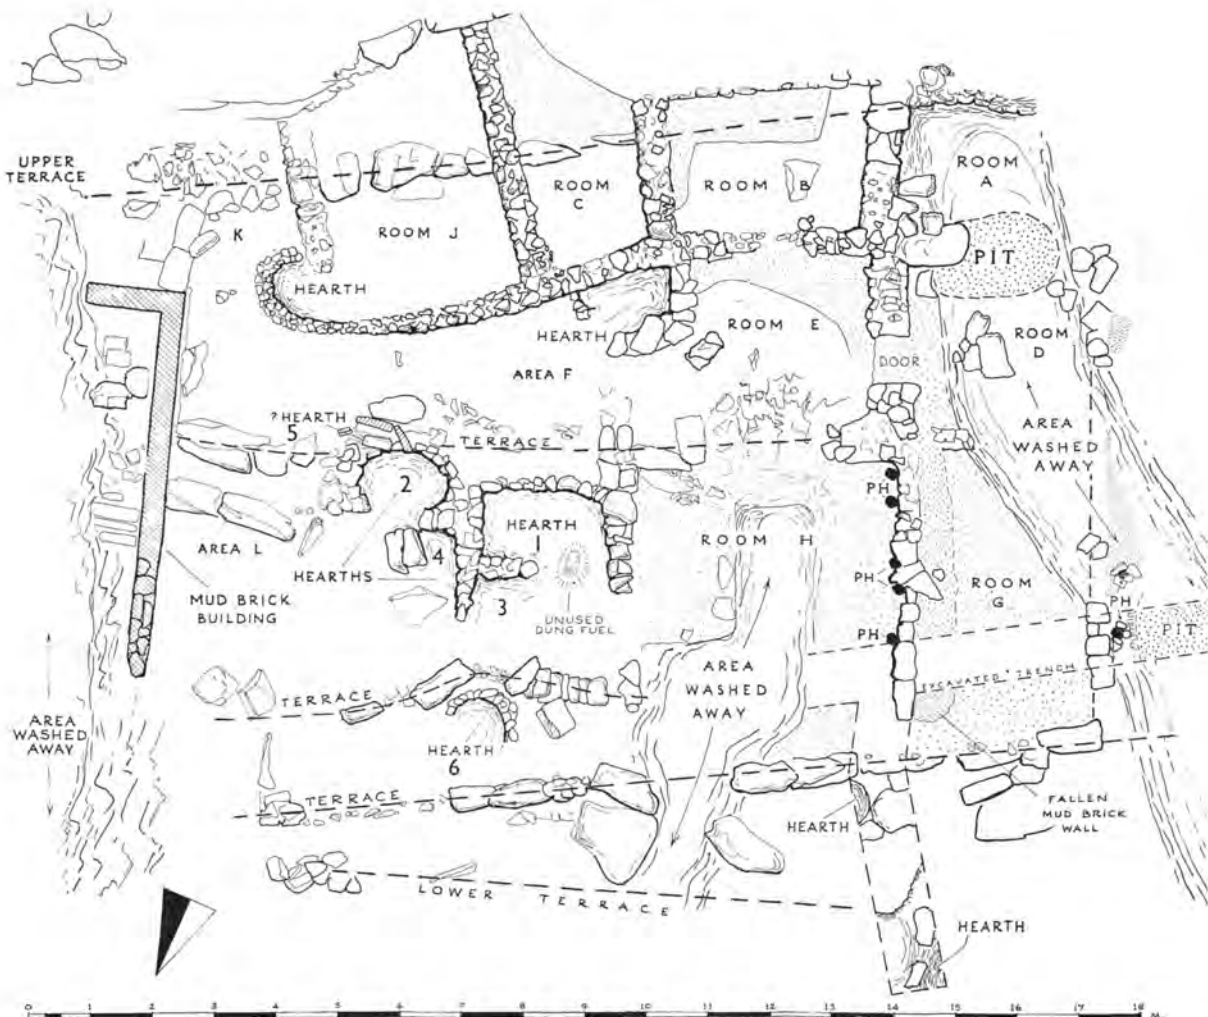 UPPER
TERRACE
K
ROOM J
ROOM
C
ROOM B
ROOM
A
PIT
HEARTH
HEARTH
ROOM E
ROOM
D
DOOR
AREA F
? HEARTH
5
TERRACE
AREA
WASHED
AWAY
2
HEARTH
1
PH
ROOM H
AREA L
4
HEARTHS
3
UNUSED
DUNG FUEL
MUD BRICK
BUILDING
PH
ROOM
G
PH
PH
PIT
AREA
WASHED
AWAY
EXCAVATED TRENCH
TERRACE
AREA
WASHED
AWAY
HEARTH
6
TERRACE
HEARTH
FALLEN
MUD BRICK
WALL
LOWER TERRACE
HEARTH
0 1 2 3 4 5 6 7 8 9 10 11 12 13 14 15 16 17 18 M